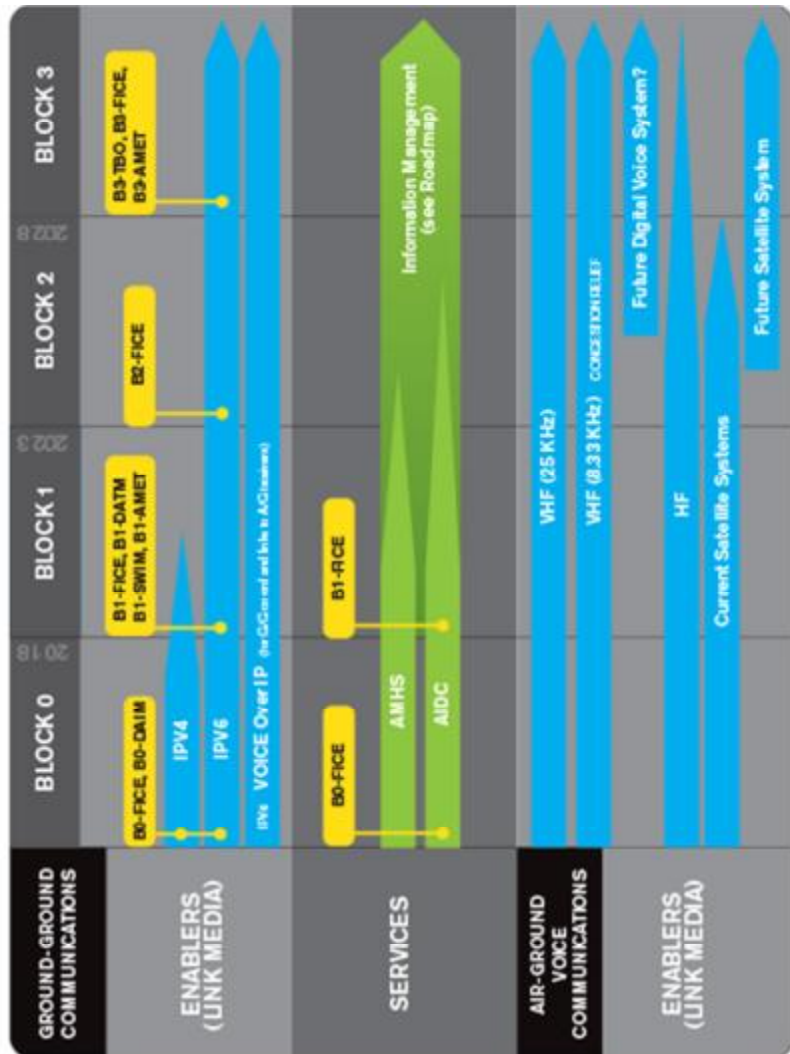 GROUND-GROUND
COMMUNICATIONS
BLOCK 0
2018
BLOCK 1
2023
BLOCK 2
2028
BLOCK 3
ENABLERS
(LINK MEDIA)
B0-FICE, B0-DAIM
B1-FICE, B1-DATM
B1-SWIM, B1-AMET
B2-FICE
B3-TBO, B3-FICE,
B3-AMET
IPV4
IPV6
VOICE Over IP
SERVICES
B0-FICE
B1-FICE
AMHS
AIDC
Information Management
(see Roadmap)
AIR-GROUND
VOICE
COMMUNICATIONS
ENABLERS
(LINK MEDIA)
VHF (25 KHz)
VHF (8.33 KHz) CONGESTION RELIEF
Future Digital Voice System?
HF
Current Satellite Systems
Future Satellite System